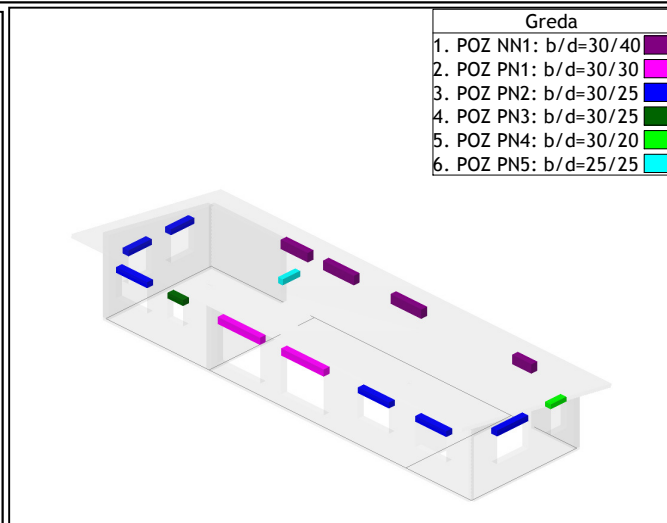 Greda
1. POZ NN1: b/d=30/40
2. POZ PN1: b/d=30/30
3. POZ PN2: b/d=30/25
4. POZ PN3: b/d=30/25
5. POZ PN4: b/d=30/20
6. POZ PN5: b/d=25/25